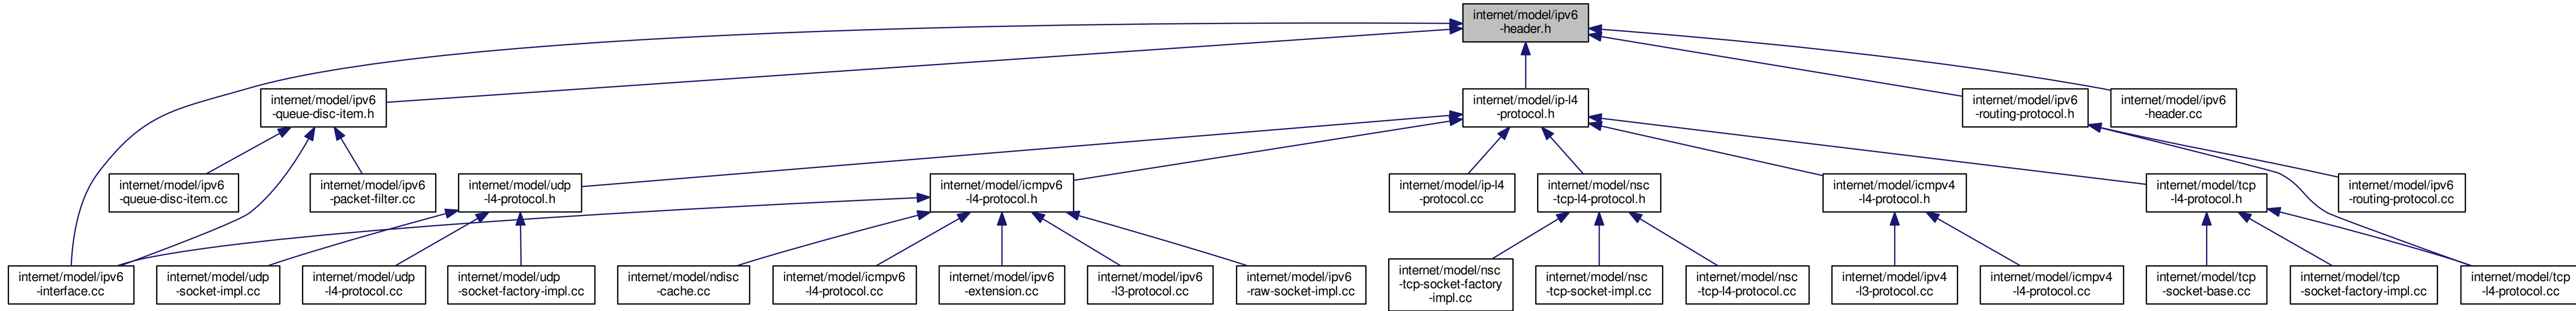 internet/model/ipv6
-header.h
internet/model/ipv6
-queue-disc-item.h
internet/model/ip-l4
-protocol.h
internet/model/ipv6
-routing-protocol.h
internet/model/ipv6
-header.cc
internet/model/ipv6
-queue-disc-item.cc
internet/model/ipv6
-packet-filter.cc
internet/model/udp
-l4-protocol.h
internet/model/icmpv6
-l4-protocol.h
internet/model/ip-l4
-protocol.cc
internet/model/nsc
-tcp-l4-protocol.h
internet/model/icmpv4
-l4-protocol.h
internet/model/tcp
-l4-protocol.h
internet/model/ipv6
-routing-protocol.cc
internet/model/ipv6
-interface.cc
internet/model/udp
-socket-impl.cc
internet/model/udp
-l4-protocol.cc
internet/model/udp
-socket-factory-impl.cc
internet/model/ndisc
-cache.cc
internet/model/icmpv6
-l4-protocol.cc
internet/model/ipv6
-extension.cc
internet/model/ipv6
-l3-protocol.cc
internet/model/ipv6
-raw-socket-impl.cc
internet/model/nsc
-tcp-socket-factory
-impl.cc
internet/model/nsc
-tcp-socket-impl.cc
internet/model/nsc
-tcp-l4-protocol.cc
internet/model/ipv4
-l3-protocol.cc
internet/model/icmpv4
-l4-protocol.cc
internet/model/tcp
-socket-base.cc
internet/model/tcp
-socket-factory-impl.cc
internet/model/tcp
-l4-protocol.cc